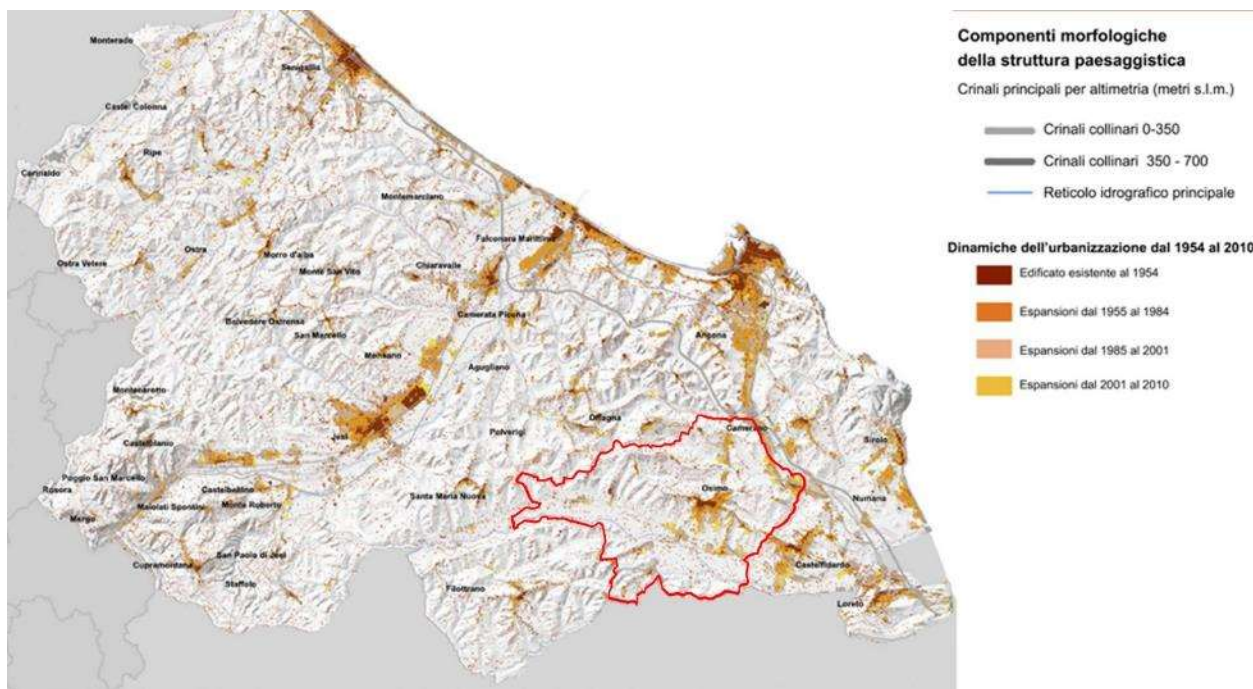 Monterado
Senigallia
Castel Colonna
Ripe
Corinaldo
Montemarciano
Ostra
Falconara Marittima
Ostra Vetere
Morro d'alba
Chiaravalle
Monte San Vito
Camerata Picena
Belvedere Ostrense
San Marcello
Ancona
Monsano
Agugliano
Montecarotto
Offagna
Camerano
Jesi
Polverigi
Sirolo
Castelplanio
Poggio San Marcello
Osimo
Rosora
Castelbellino
Santa Maria Nuova
Numana
Maiolati Spontini
Monte Roberto
Mergo
San Paolo di Jesi
Cupramontana
Castelfidardo
Staffolo
Filottrano
Loreto
Componenti morfologiche
della struttura paesaggistica
Crinali principali per altimetria (metri s.l.m.)
Crinali collinari 0-350
Crinali collinari 350 - 700
Reticolo idrografico principale
Dinamiche dell'urbanizzazione dal 1954 al 2010
Edificato esistente al 1954
Espansioni dal 1955 al 1984
Espansioni dal 1985 al 2001
Espansioni dal 2001 al 2010